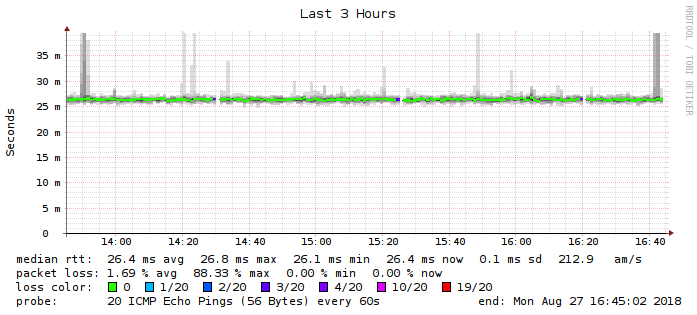 Last 3 Hours
RRDTOOL / TOBI OETIKER
Seconds
35 m
30 m
25 m
20 m
15 m
10 m
5 m
0
14:00 14:20 14:40 15:00 15:20 15:40 16:00 16:20 16:40
median rtt: 26.4 ms avg 26.8 ms max 26.1 ms min 26.4 ms now 0.1 ms sd 212.9 am/s
packet loss: 1.69 % avg 88.33 % max 0.00 % min 0.00 % now
loss color: 0 1/20 2/20 3/20 4/20 10/20 19/20
probe: 20 ICMP Echo Pings (56 Bytes) every 60s end: Mon Aug 27 16:45:02 2018